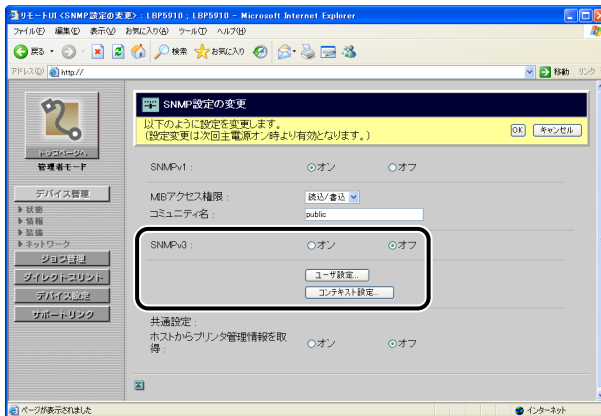 リモートUI <SNMP設定の変更> : LBP5910 ; LBP5910 - Microsoft Internet Explorer
ファイル(F) 編集(E) 表示(V) お気に入り(A) ツール(T) ヘルプ(H)
戻る 検索 お気に入り
アドレス(D) http:// 移動 リンク
SNMP設定の変更
以下のように設定を変更します。
(設定変更は次回主電源オン時より有効となります。)
OK キャンセル
トップページへ
管理者モード
デバイス管理
状態
情報
装備
ネットワーク
ジョブ管理
ダイレクトプリント
デバイス設定
サポートリンク
SNMPv1 : オン オフ
MIBアクセス権限 : 読込/書込
コミュニティ名 : public
SNMPv3 : オン オフ
ユーザ設定...
コンテキスト設定...
共通設定 :
ホストからプリンタ管理情報を取
得 : オン オフ
ページが表示されました インターネット